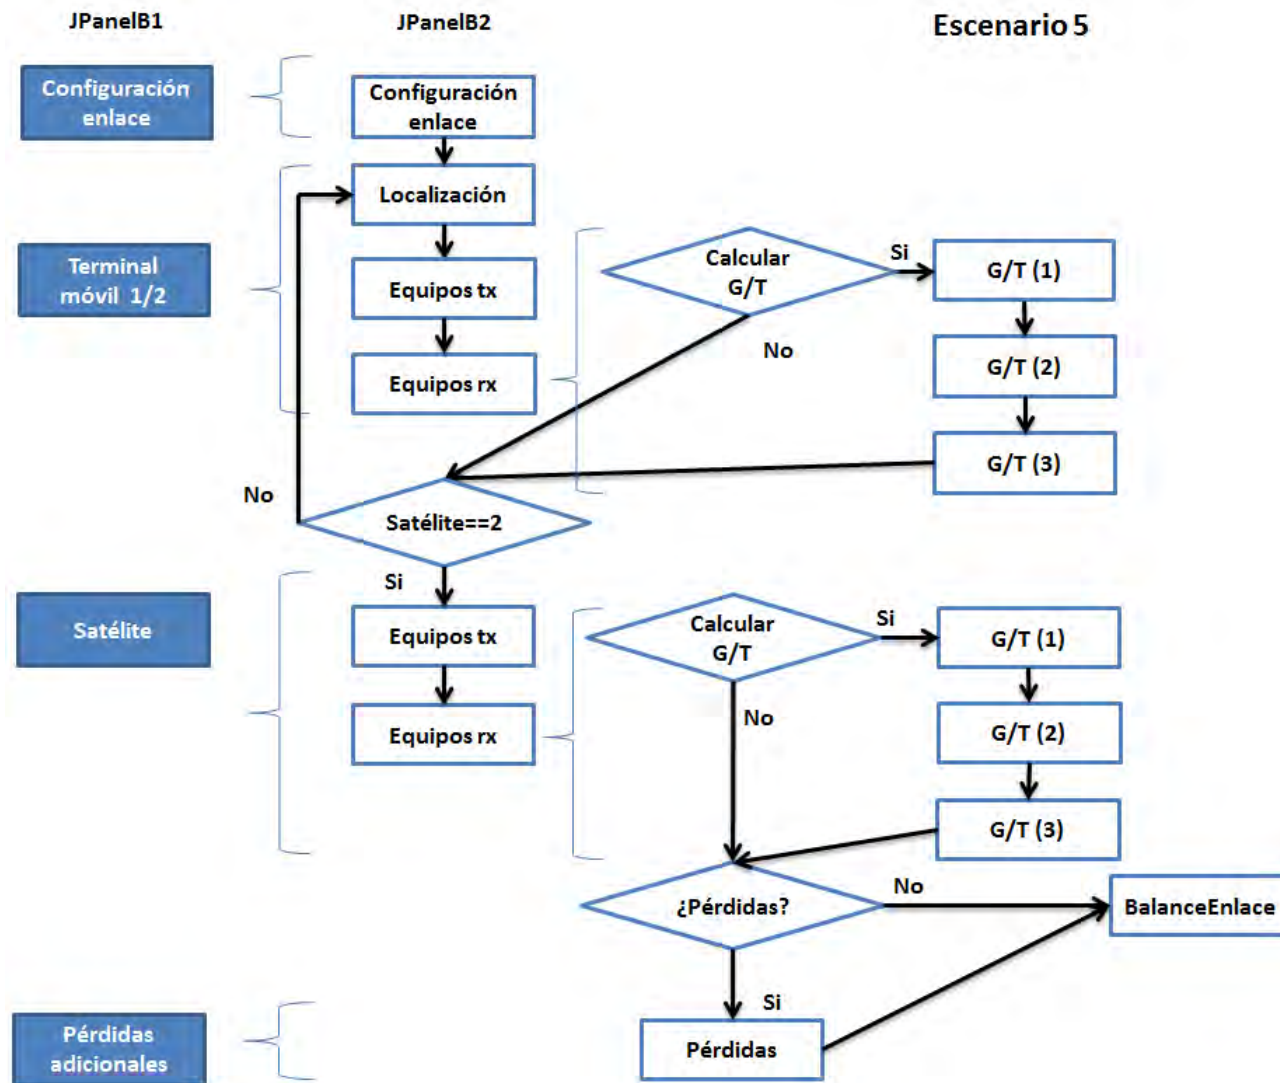 JPanelB1
JPanelB2
Escenario 5
Configuración
enlace
Configuración
enlace
Localización
Terminal
móvil 1/2
Equipos tx
Equipos rx
Calcular
G/T
Si
No
G/T (1)
G/T (2)
G/T (3)
No
Satélite==2
Si
Satélite
Equipos tx
Equipos rx
Calcular
G/T
Si
No
G/T (1)
G/T (2)
G/T (3)
¿Pérdidas?
No
BalanceEnlace
Si
Pérdidas
adicionales
Pérdidas